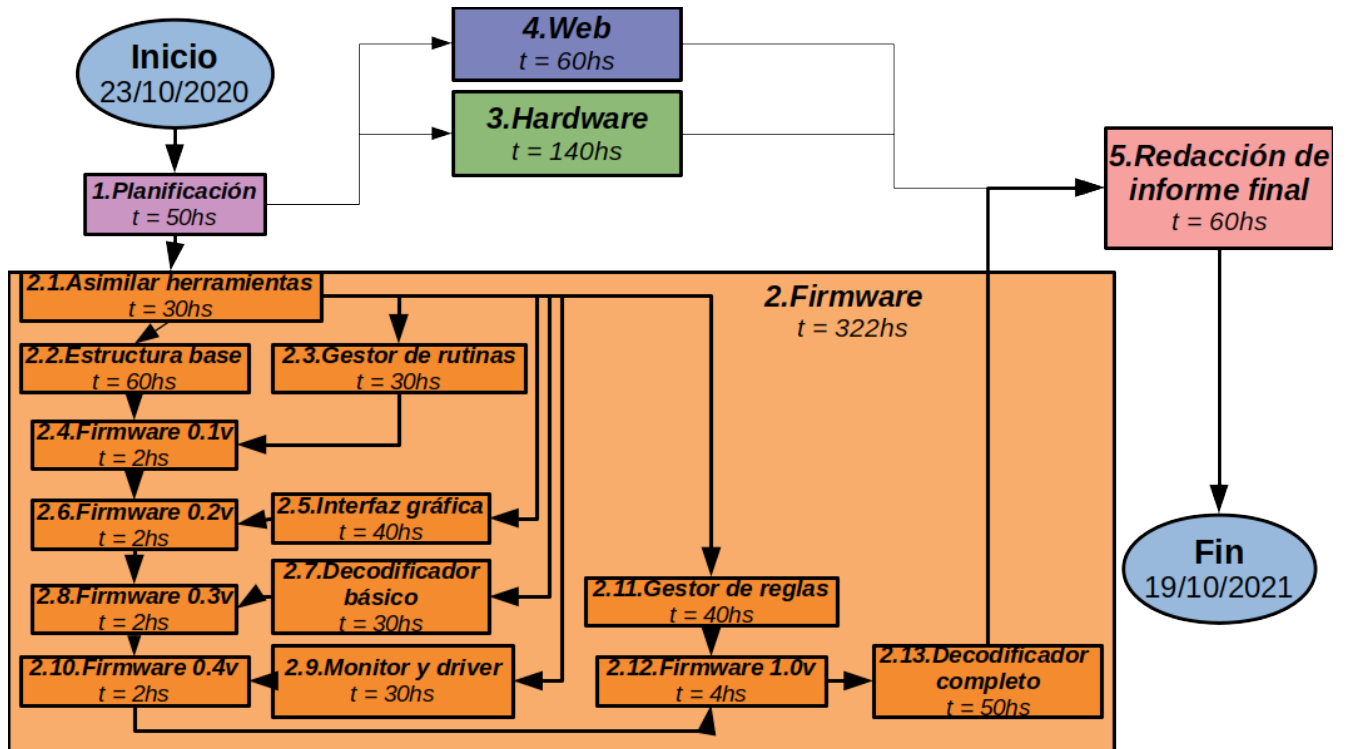 Inicio
23/10/2020
4.Web
t = 60hs
3.Hardware
t = 140hs
5.Redacción de
informe final
t = 60hs
1.Planificación
t = 50hs
2.Firmware
t = 322hs
2.1.Asimilar herramientas
t = 30hs
2.2.Estructura base
t = 60hs
2.3.Gestor de rutinas
t = 30hs
2.4.Firmware 0.1v
t = 2hs
2.6.Firmware 0.2v
t = 2hs
2.5.Interfaz gráfica
t = 40hs
2.8.Firmware 0.3v
t = 2hs
2.7.Decodificador
básico
t = 30hs
2.10.Firmware 0.4v
t = 2hs
2.9.Monitor y driver
t = 30hs
2.11.Gestor de reglas
t = 40hs
2.12.Firmware 1.0v
t = 4hs
2.13.Decodificador
completo
t = 50hs
Fin
19/10/2021